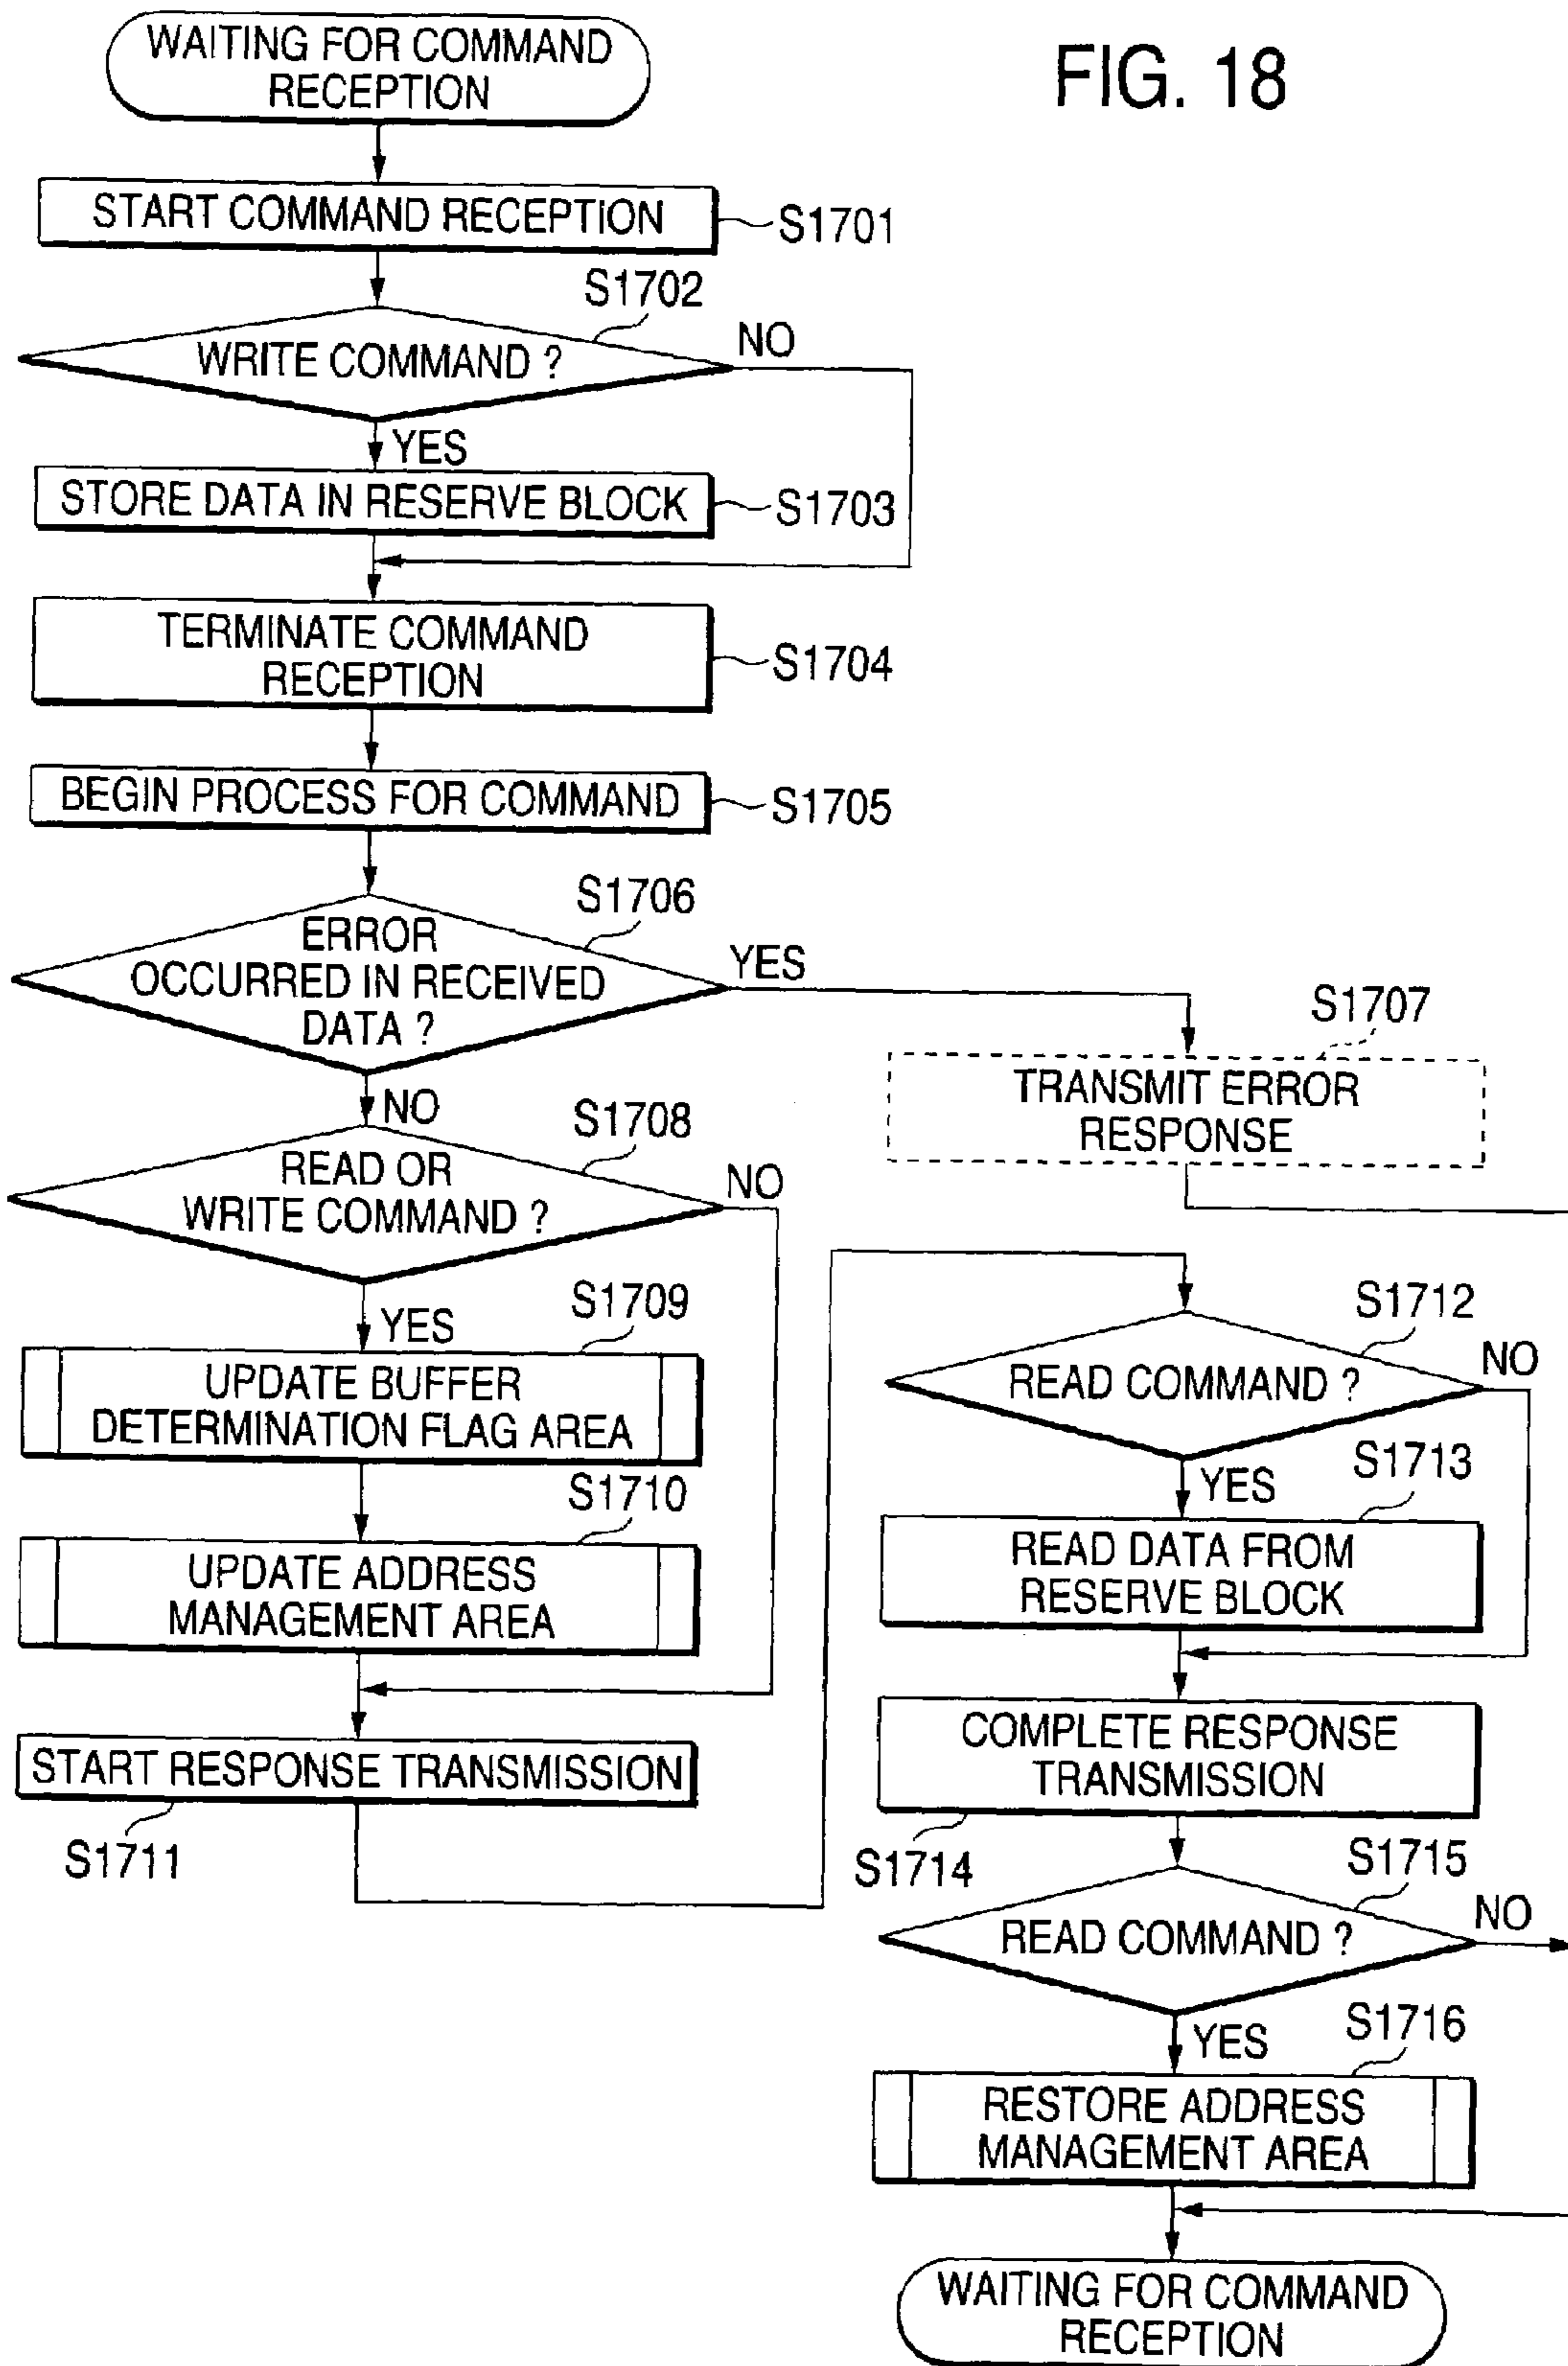 FIG. 18
WAITING FOR COMMAND
RECEPTION
START COMMAND RECEPTION
S1701
S1702
WRITE COMMAND ?
NO
YES
STORE DATA IN RESERVE BLOCK
S1703
TERMINATE COMMAND
RECEPTION
S1704
BEGIN PROCESS FOR COMMAND
S1705
S1706
ERROR
OCCURRED IN RECEIVED
DATA ?
YES
NO
S1707
TRANSMIT ERROR
RESPONSE
S1708
READ OR
WRITE COMMAND ?
NO
YES
S1709
UPDATE BUFFER
DETERMINATION FLAG AREA
S1710
UPDATE ADDRESS
MANAGEMENT AREA
START RESPONSE TRANSMISSION
S1711
S1712
READ COMMAND ?
NO
YES
S1713
READ DATA FROM
RESERVE BLOCK
COMPLETE RESPONSE
TRANSMISSION
S1714
S1715
READ COMMAND ?
NO
YES
S1716
RESTORE ADDRESS
MANAGEMENT AREA
WAITING FOR COMMAND
RECEPTION